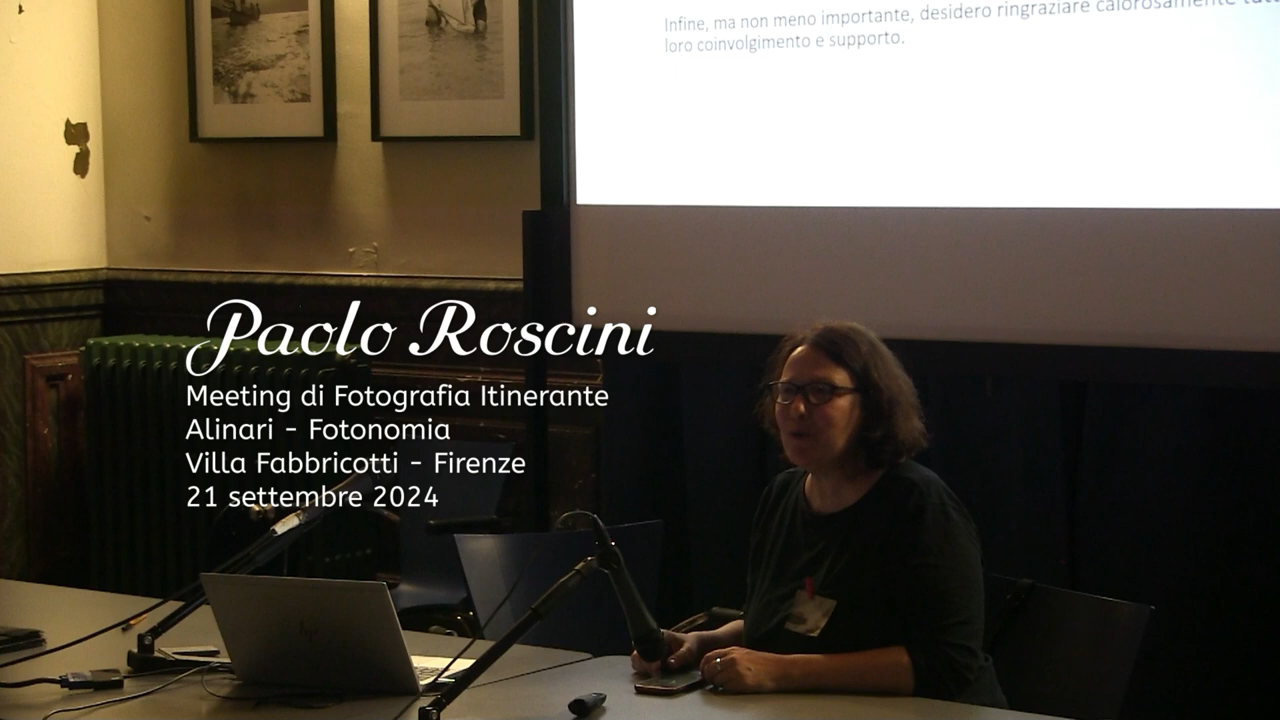 Infine, ma non meno importante, desidero ringraziare calorosamente
loro coinvolgimento e supporto.
Paolo Roscini
Meeting di Fotografia Itinerante
Alinari - Fotonomia
Villa Fabbricotti - Firenze
21 settembre 2024